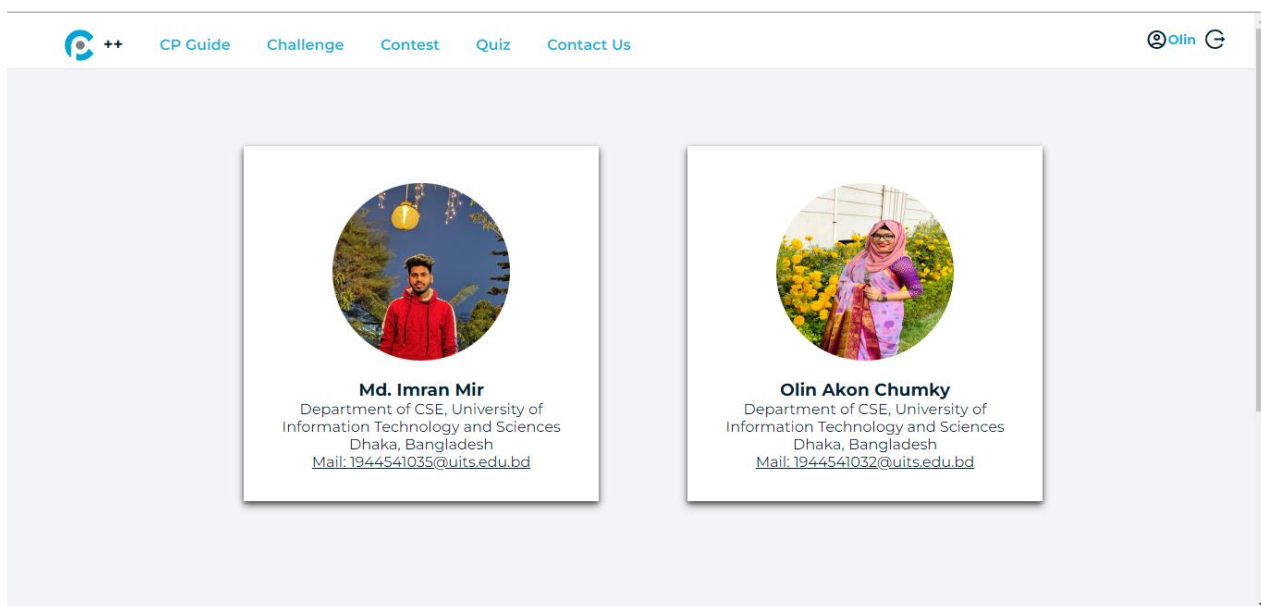 CP ++ CP Guide Challenge Contest Quiz Contact Us Olin
Md. Imran Mir
Department of CSE, University of
Information Technology and Sciences
Dhaka, Bangladesh
Mail: 1944541035@uits.edu.bd
Olin Akon Chumky
Department of CSE, University of
Information Technology and Sciences
Dhaka, Bangladesh
Mail: 1944541032@uits.edu.bd